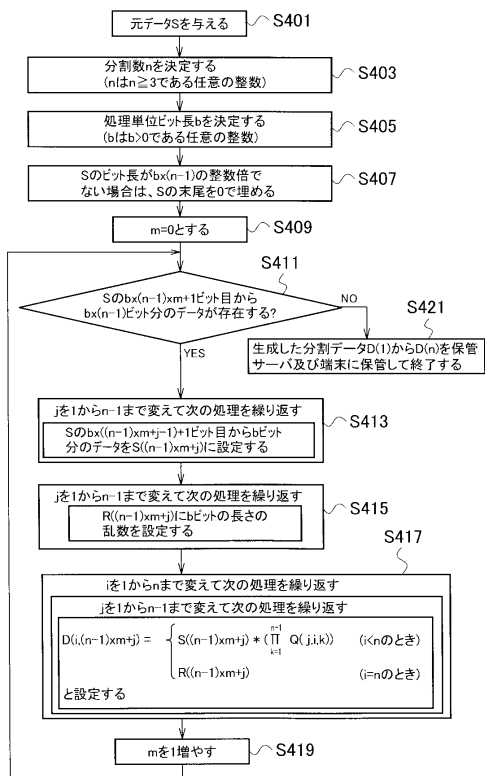 元データSを与える
S401
分割数nを決定する
(nはn≧3である任意の整数)
S403
処理単位ビット長bを決定する
(bはb>0である任意の整数)
S405
Sのビット長がbx(n-1)の整数倍で
ない場合は、Sの末尾を0で埋める
S407
m=0とする
S409
S411
Sのbx(n-1)xm+1ビット目から
bx(n-1)ビット分のデータが存在する?
NO
YES
S421
生成した分割データD(1)からD(n)を保管
サーバ及び端末に保管して終了する
jを1からn-1まで変えて次の処理を繰り返す
S413
Sのbx((n-1)xm+j-1)+1ビット目からbビット
分のデータをS((n-1)xm+j)に設定する
jを1からn-1まで変えて次の処理を繰り返す
S415
R((n-1)xm+j)にbビットの長さの
乱数を設定する
S417
iを1からnまで変えて次の処理を繰り返す
jを1からn-1まで変えて次の処理を繰り返す
D(i,(n-1)xm+j) = { S((n-1)xm+j) * (∏ n-1 k=1 Q(j,i,k)) (i<nのとき)
R((n-1)xm+j) (i=nのとき)
と設定する
mを1増やす
S419